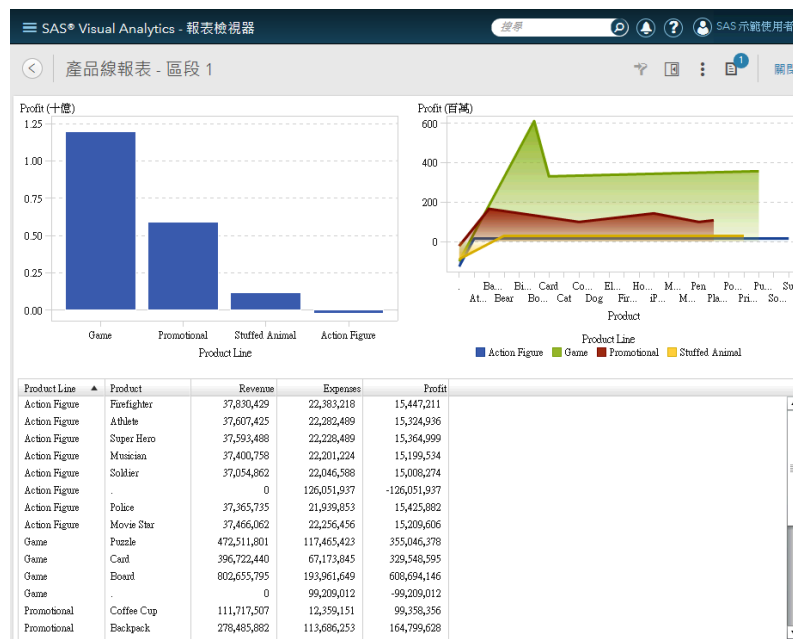 SAS® Visual Analytics - 報表檢視器
搜尋
SAS 示範使用者
產品線報表 - 區段 1
1
關閉
Profit (十億)
1.25
1.00
0.75
0.50
0.25
0.00
Game Promotional Stuffed Animal Action Figure
Product Line
Profit (百萬)
600
400
200
0
. Ba... Bi... Card Co... El... Ho... M... Pen Po... Pu... Su
At... Bear Bo... Cat Dog Fir... iP... M... Pla... Pri... So...
Product
Product Line
Action Figure Game Promotional Stuffed Animal
Product Line Product Revenue Expenses Profit
Action Figure Firefighter 37,830,429 22,383,218 15,447,211
Action Figure Athlete 37,607,425 22,282,489 15,324,936
Action Figure Super Hero 37,593,488 22,228,489 15,364,999
Action Figure Musician 37,400,758 22,201,224 15,199,534
Action Figure Soldier 37,054,862 22,046,588 15,008,274
Action Figure . 0 126,051,937 -126,051,937
Action Figure Police 37,365,735 21,939,853 15,425,882
Action Figure Movie Star 37,466,062 22,256,456 15,209,606
Game Puzzle 472,511,801 117,465,423 355,046,378
Game Card 396,722,440 67,173,845 329,548,595
Game Board 802,655,795 193,961,649 608,694,146
Game . 0 99,209,012 -99,209,012
Promotional Coffee Cup 111,717,507 12,359,151 99,358,356
Promotional Backpack 278,485,882 113,686,253 164,799,628